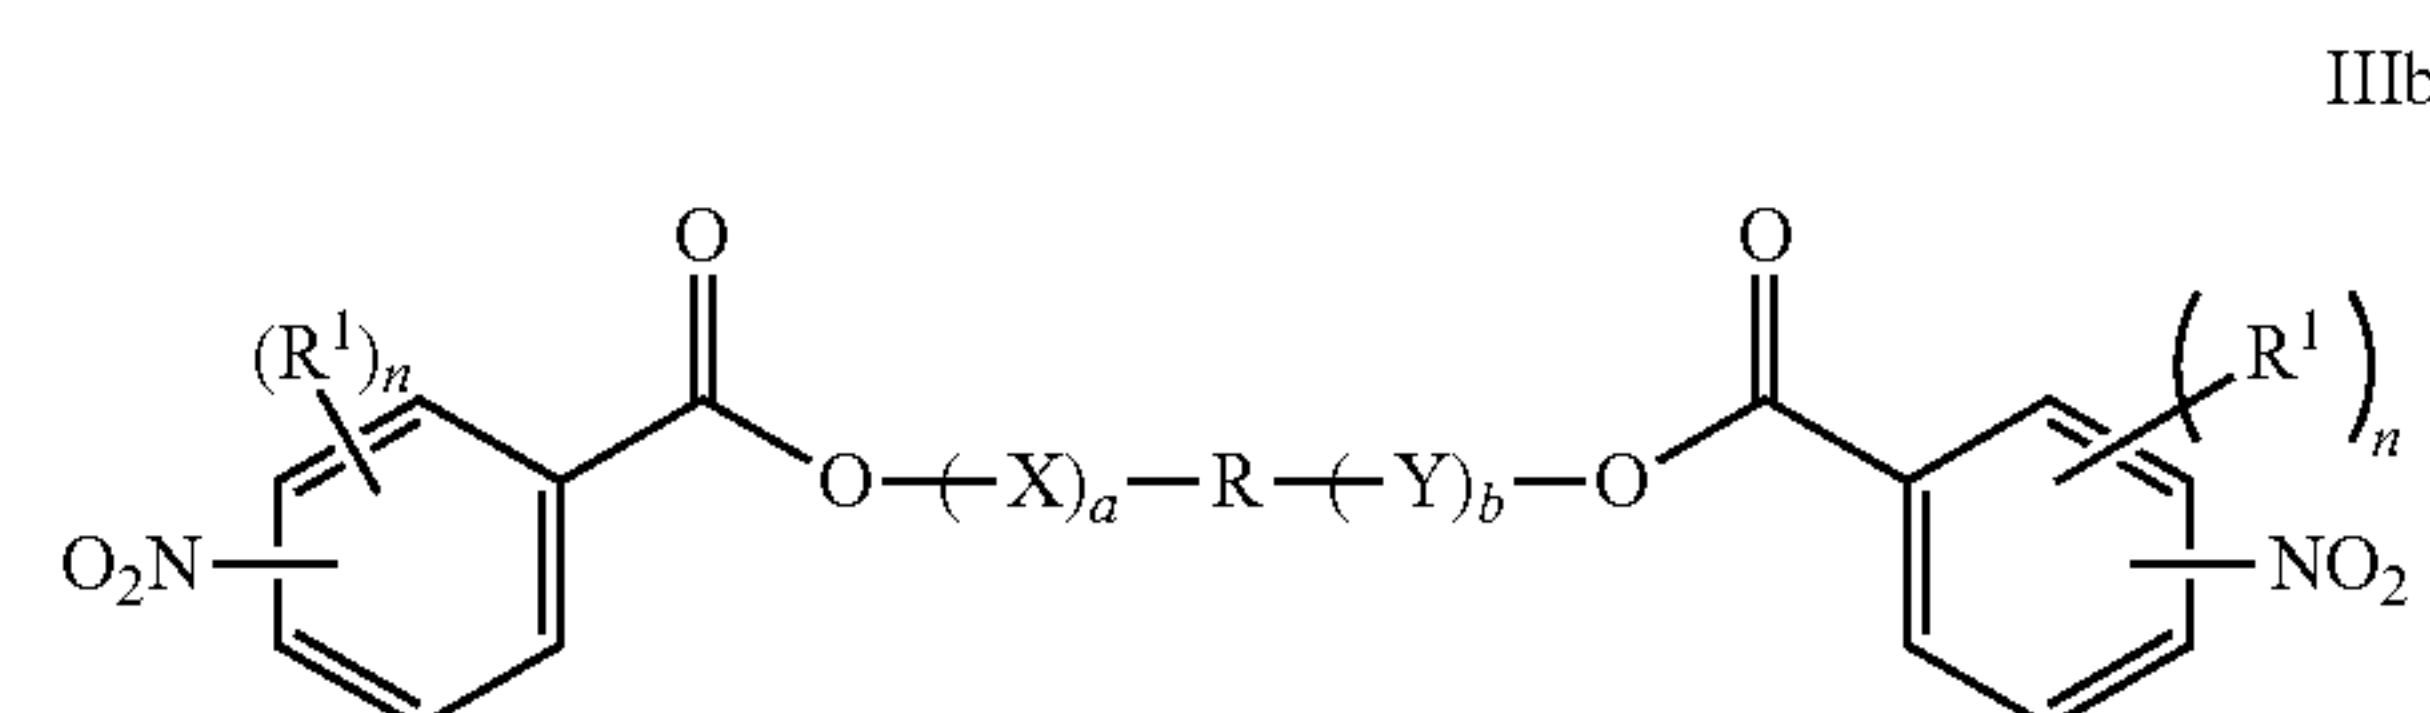 IIIb
O O
(R¹)ₙ R¹ n
O—(X)ₐ—R—(Y)b—O
O₂N NO₂